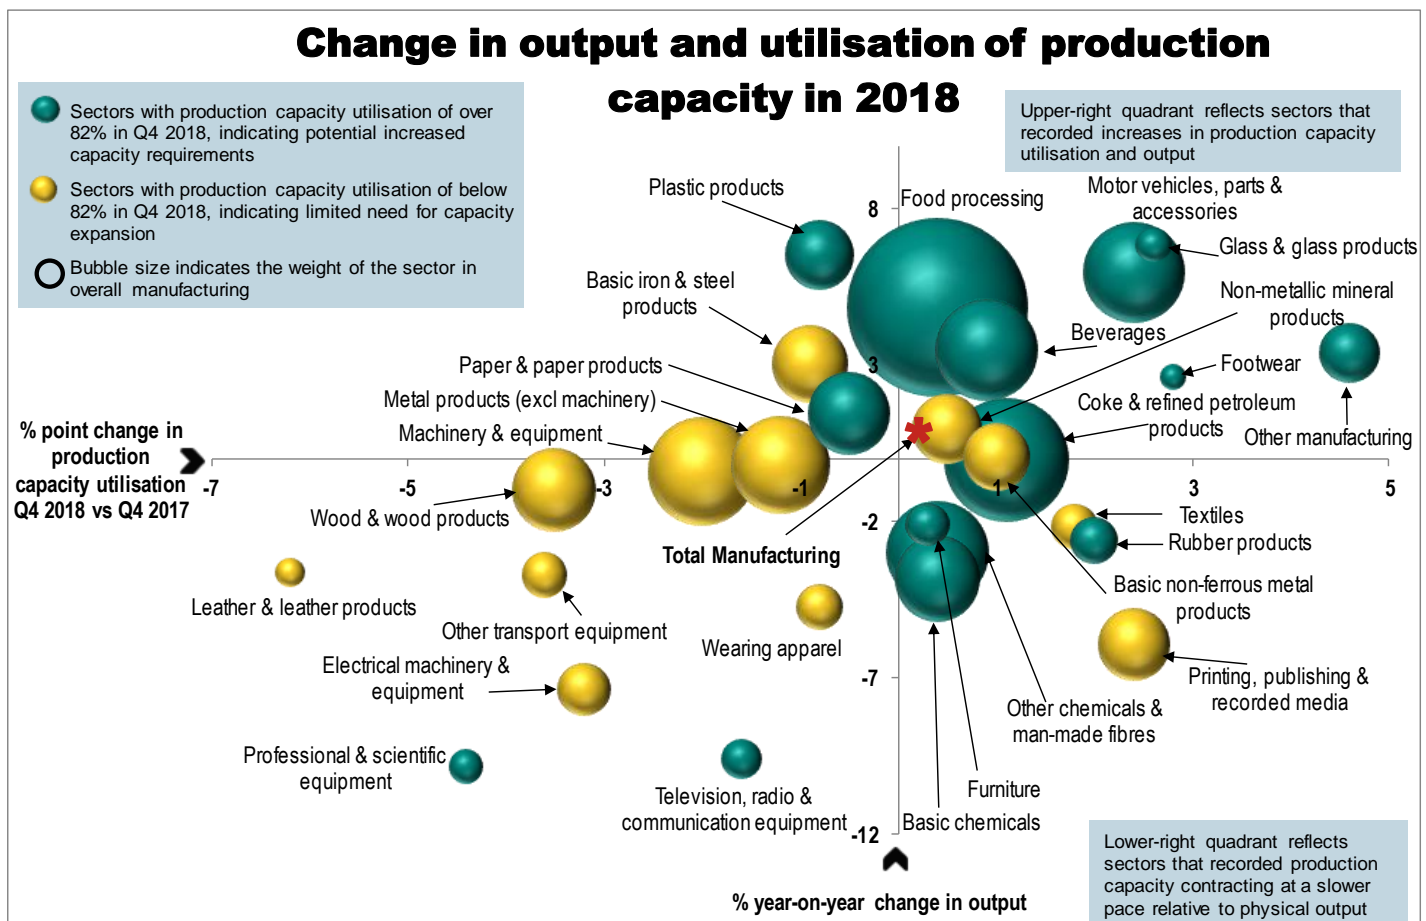 Change in output and utilisation of production
capacity in 2018
Sectors with production capacity utilisation of over
82% in Q4 2018, indicating potential increased
capacity requirements
Sectors with production capacity utilisation of below
82% in Q4 2018, indicating limited need for capacity
expansion
Bubble size indicates the weight of the sector in
overall manufacturing
Upper-right quadrant reflects sectors that
recorded increases in production capacity
utilisation and output
Plastic products
8
Food processing
Motor vehicles, parts &
accessories
Glass & glass products
Basic iron & steel
products
Non-metallic mineral
products
Beverages
Paper & paper products
3
Footwear
Metal products (excl machinery)
Coke & refined petroleum
products
Machinery & equipment
Other manufacturing
% point change in
production
capacity utilisation
Q4 2018 vs Q4 2017
-7
-5
-3
-1
1
3
5
Wood & wood products
-2
Textiles
Total Manufacturing
Rubber products
Leather & leather products
Basic non-ferrous metal
products
Other transport equipment
Wearing apparel
Electrical machinery &
equipment
-7
Printing, publishing &
recorded media
Other chemicals &
man-made fibres
Professional & scientific
equipment
Television, radio &
communication equipment
Furniture
Basic chemicals
-12
Lower-right quadrant reflects
sectors that recorded production
capacity contracting at a slower
pace relative to physical output
% year-on-year change in output